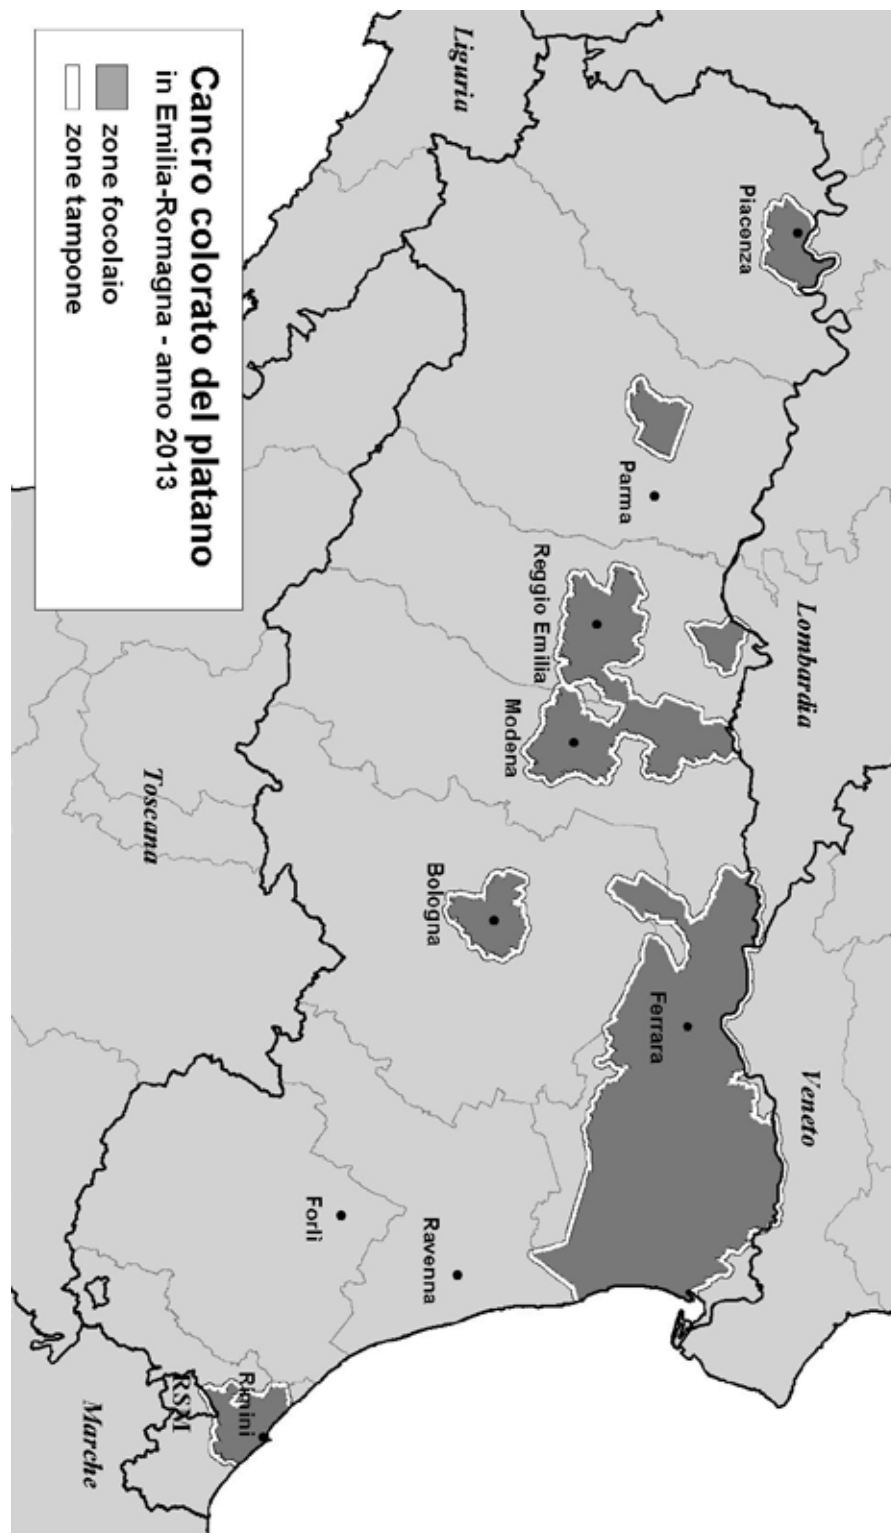 Cancro colorato del platano
in Emilia-Romagna - anno 2013
zone focolaio
zone tampone
Liguria
Lombardia
Veneto
Toscana
Marche
RSM
Piacenza
Parma
Reggio Emilia
Modena
Bologna
Ferrara
Ravenna
Forlì
Rimini